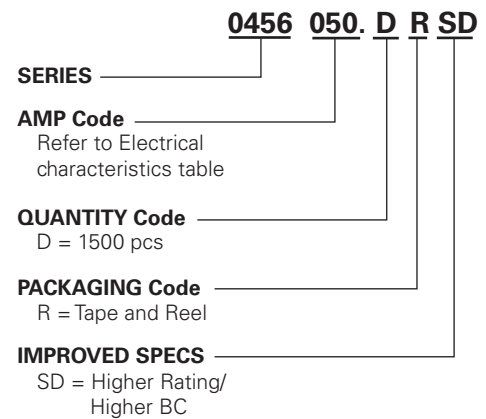 0456 050. D R SD
SERIES
AMP Code
Refer to Electrical
characteristics table
QUANTITY Code
D = 1500 pcs
PACKAGING Code
R = Tape and Reel
IMPROVED SPECS
SD = Higher Rating/
Higher BC